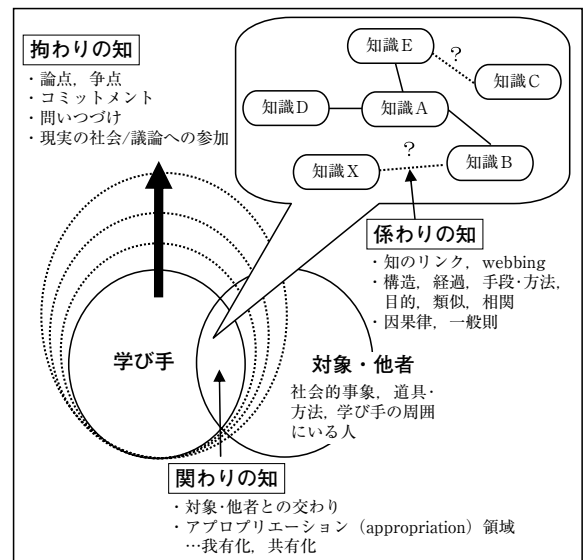 拘わりの知
・論点，争点
・コミットメント
・問いつづけ
・現実の社会/議論への参加
知識E
?
知識C
知識D
知識A
?
知識X
知識B
係わりの知
・知のリンク，webbing
・構造，経過，手段・方法，
目的，類似，相関
・因果律，一般則
学び手
対象・他者
社会的事象，道具・
方法，学び手の周囲
にいる人
関わりの知
・対象・他者との交わり
・アプロプリエーション（appropriation）領域
…我有化，共有化